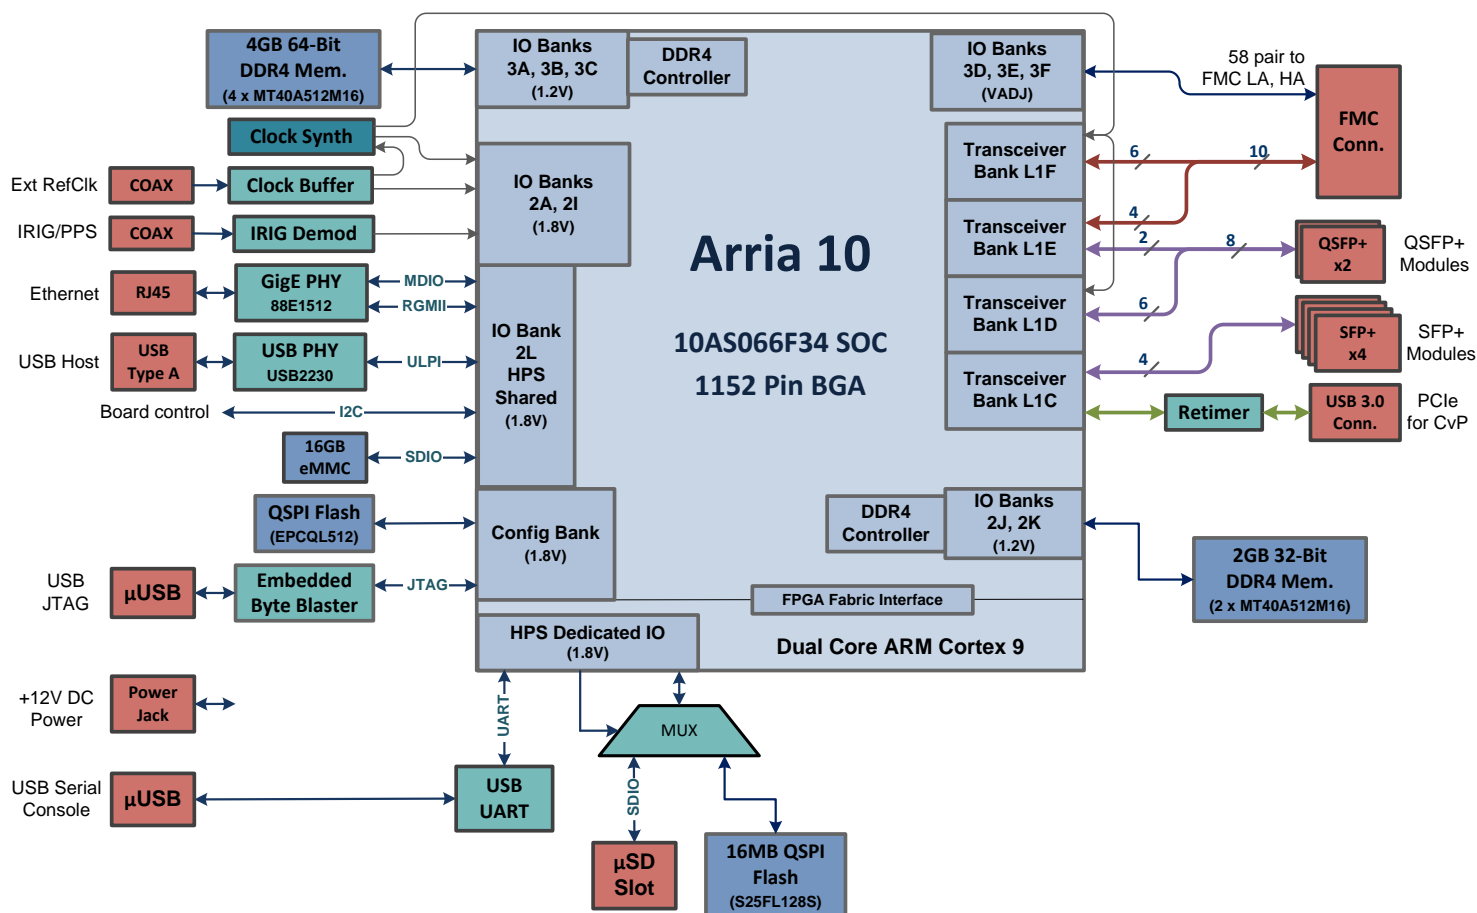 4GB 64-Bit
DDR4 Mem.
(4 x MT40A512M16)
IO Banks
3A, 3B, 3C
(1.2V)
DDR4
Controller
IO Banks
3D, 3E, 3F
(VADJ)
58 pair to
FMC LA, HA
FMC
Conn.
Clock Synth
Ext RefClk
COAX
Clock Buffer
IO Banks
2A, 2I
(1.8V)
IRIG/PPS
COAX
IRIG Demod
Transceiver
Bank L1F
6
10
4
Transceiver
Bank L1E
2
8
QSFP+
x2
QSFP+
Modules
Arria 10
10AS066F34 SOC
1152 Pin BGA
Ethernet
RJ45
GigE PHY
88E1512
MDIO
RGMII
Transceiver
Bank L1D
6
SFP+
x4
SFP+
Modules
USB Host
USB
Type A
USB PHY
USB2230
ULPI
IO Bank
2L
HPS
Shared
(1.8V)
4
Transceiver
Bank L1C
Retimer
USB 3.0
Conn.
PCIe
for CvP
Board control
I2C
16GB
eMMC
SDIO
QSPI Flash
(EPCQL512)
Config Bank
(1.8V)
DDR4
Controller
IO Banks
2J, 2K
(1.2V)
2GB 32-Bit
DDR4 Mem.
(2 x MT40A512M16)
USB
JTAG
µUSB
Embedded
Byte Blaster
JTAG
FPGA Fabric Interface
HPS Dedicated IO
(1.8V)
Dual Core ARM Cortex 9
+12V DC
Power
Power
Jack
UART
MUX
USB Serial
Console
µUSB
USB
UART
SDIO
µSD
Slot
16MB QSPI
Flash
(S25FL128S)